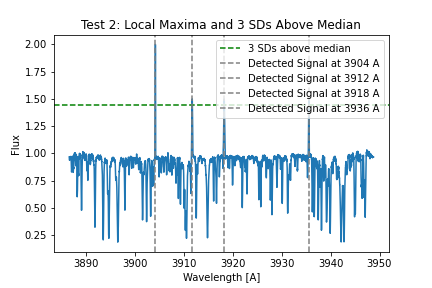 Test 2: Local Maxima and 3 SDs Above Median
2.00
1.75
1.50
1.25
1.00
0.75
0.50
0.25
Flux
3 SDs above median
Detected Signal at 3904 A
Detected Signal at 3912 A
Detected Signal at 3918 A
Detected Signal at 3936 A
3890 3900 3910 3920 3930 3940 3950
Wavelength [A]